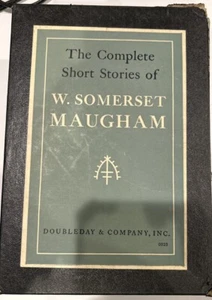 The Complete
Short Stories of
W. SOMERSET
MAUGHAM
DOUBLEDAY & COMPANY, INC.